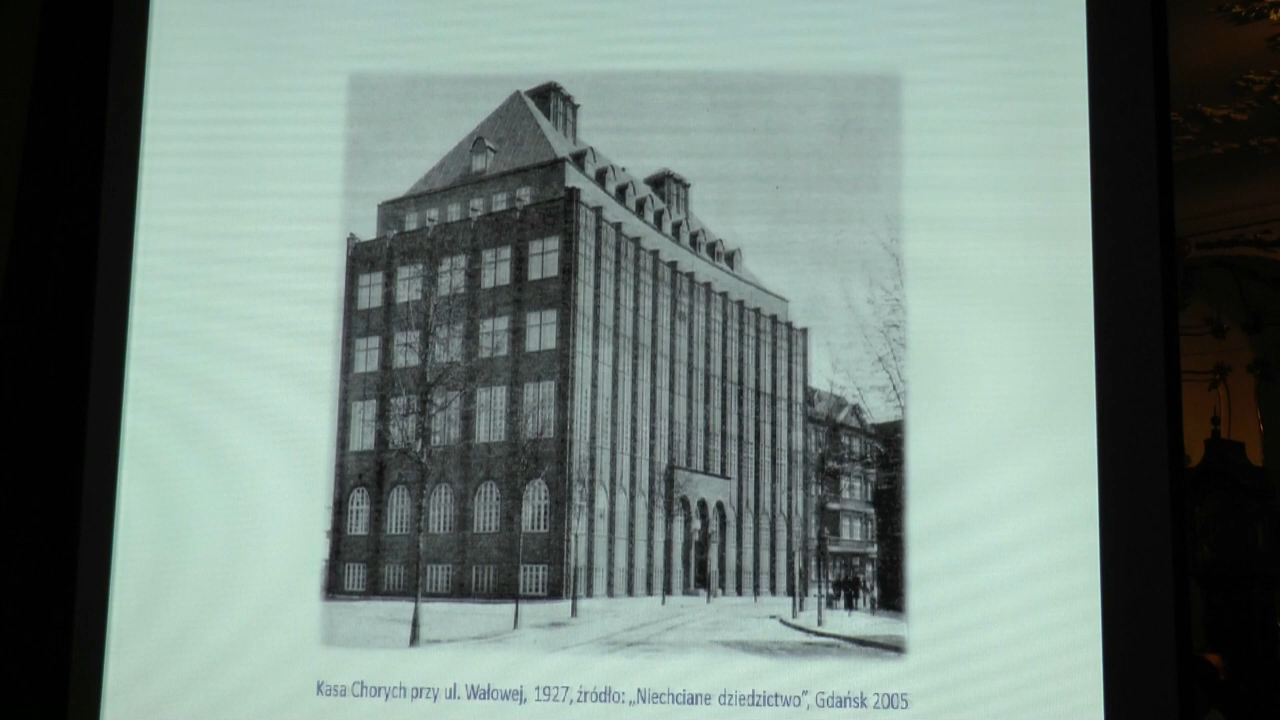 Kasa Chorych przy ul. Wałowej, 1927, źródło: „Niechciane dziedzictwo”, Gdańsk 2005